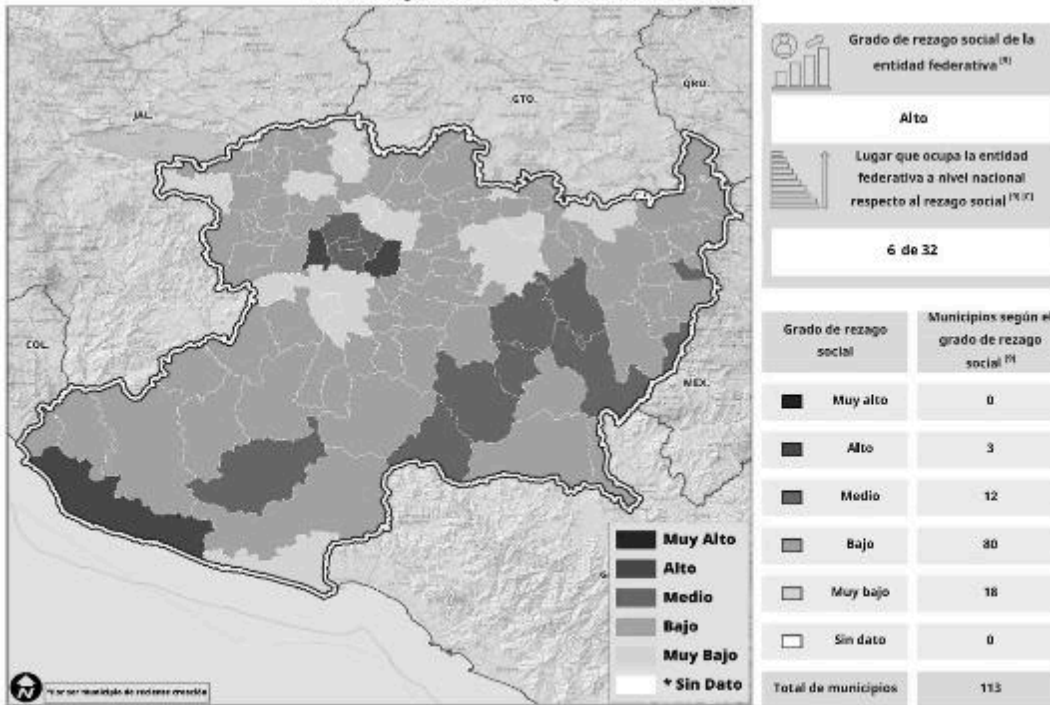 JAL.
GTO.
QRO.
COL.
MEX.
Muy Alto
Alto
Medio
Bajo
Muy Bajo
* Sin Dato
N
Grado de rezago social de la
entidad federativa
Alto
Lugar que ocupa la entidad
federativa a nivel nacional
respecto al rezago social
6 de 32
Grado de rezago social
Municipios según el grado de rezago social
Muy alto 0
Alto 3
Medio 12
Bajo 80
Muy bajo 18
Sin dato 0
Total de municipios 113